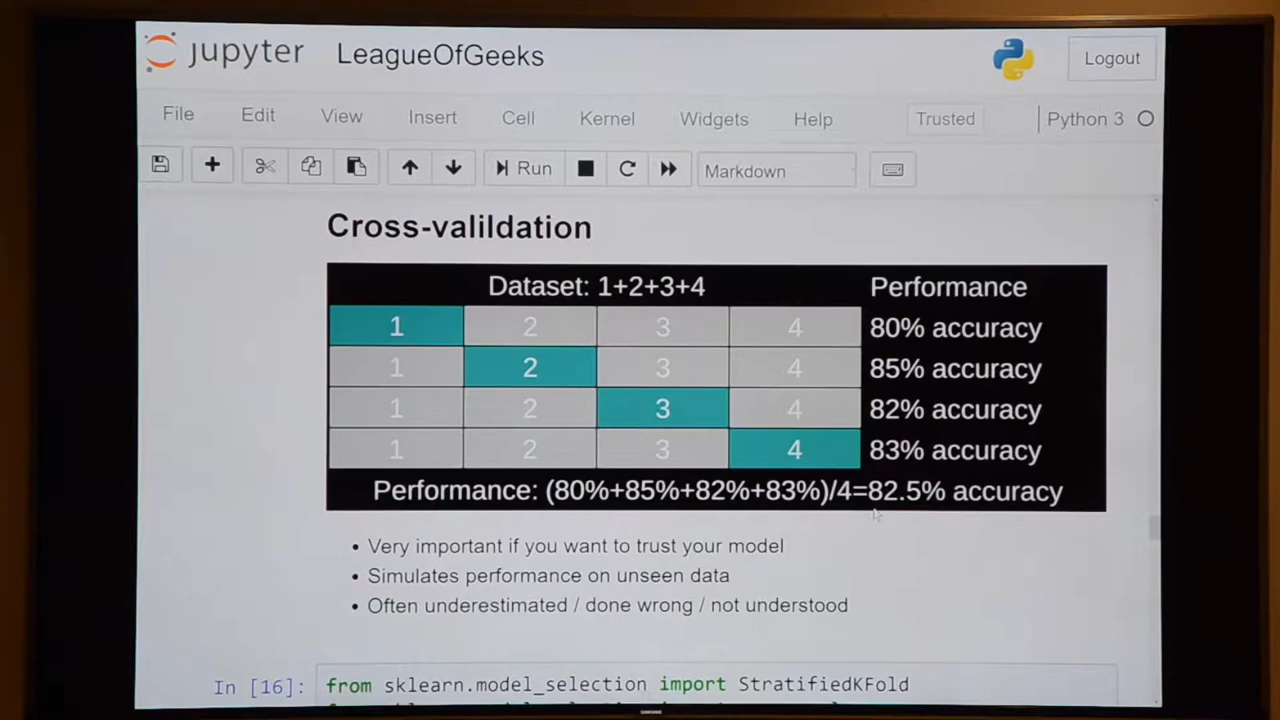 jupyter LeagueOfGeeks
Logout
File Edit View Insert Cell Kernel Widgets Help Trusted Python 3
Run Markdown
Cross-valildation
Dataset: 1+2+3+4 Performance
1 2 3 4 80% accuracy
1 2 3 4 85% accuracy
1 2 3 4 82% accuracy
1 2 3 4 83% accuracy
Performance: (80%+85%+82%+83%)/4=82.5% accuracy
• Very important if you want to trust your model
• Simulates performance on unseen data
• Often underestimated / done wrong / not understood
In [16]: from sklearn.model_selection import StratifiedKFold